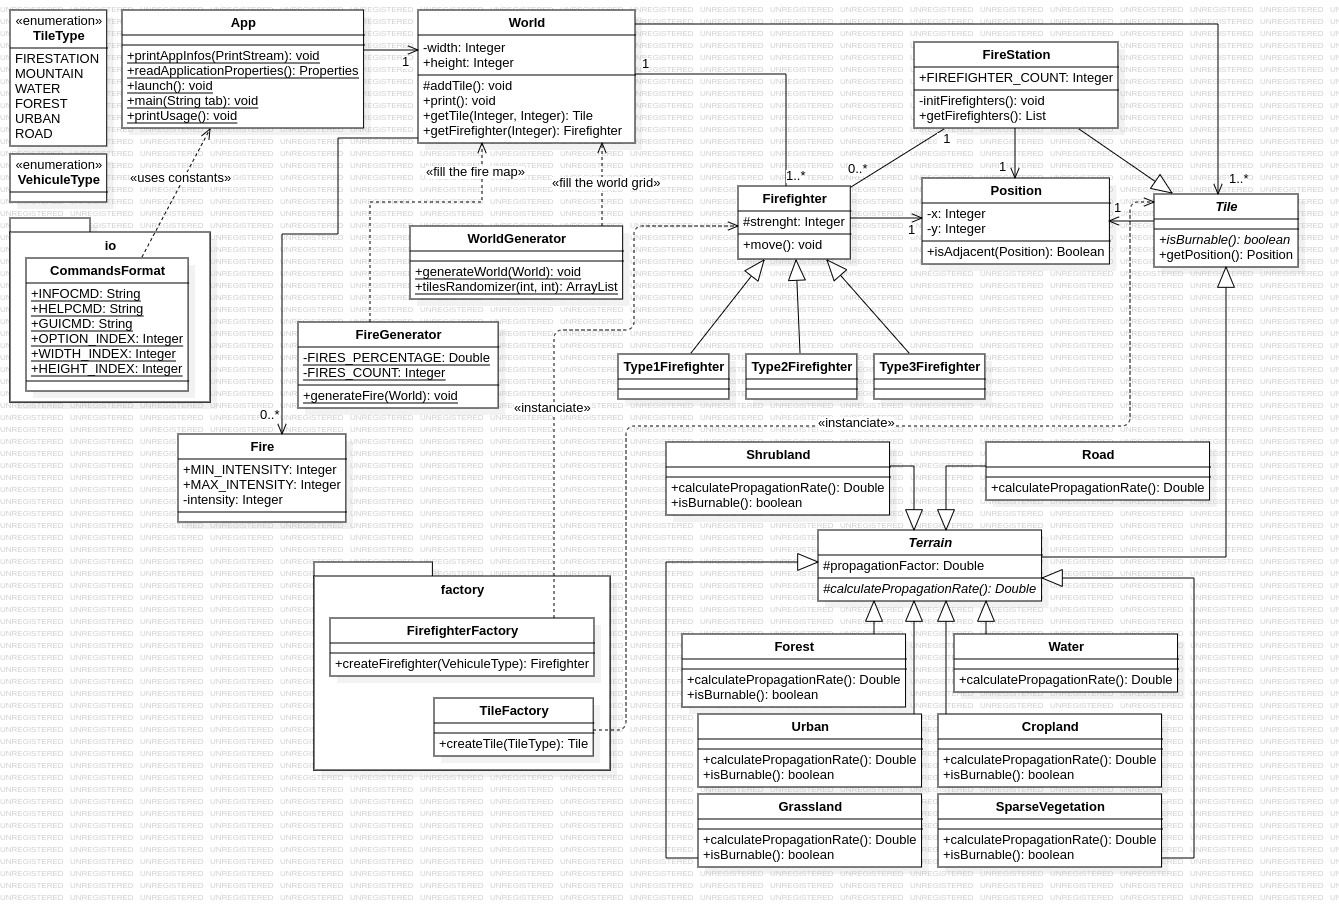 «enumeration»
TileType
FIRESTATION
MOUNTAIN
WATER
FOREST
URBAN
ROAD
«enumeration»
VehiculeType
App
+printAppInfos(PrintStream): void
+readApplicationProperties(): Properties
+launch(): void
+main(String tab): void
+printUsage(): void
1
World
-width: Integer
+height: Integer
#addTile(): void
+print(): void
+getTile(Integer, Integer): Tile
+getFirefighter(Integer): Firefighter
1
FireStation
+FIREFIGHTER_COUNT: Integer
-initFirefighters(): void
+getFirefighters(): List
1
0..*
1
1..*
1..*
«uses constants»
«fill the fire map»
«fill the world grid»
io
CommandsFormat
+INFOCMD: String
+HELPCMD: String
+GUICMD: String
+OPTION_INDEX: Integer
+WIDTH_INDEX: Integer
+HEIGHT_INDEX: Integer
WorldGenerator
+generateWorld(World): void
+tilesRandomizer(int, int): ArrayList
Firefighter
#strenght: Integer
+move(): void
1
Position
-x: Integer
-y: Integer
+isAdjacent(Position): Boolean
1
Tile
+isBurnable(): boolean
+getPosition(): Position
FireGenerator
-FIRES_PERCENTAGE: Double
-FIRES_COUNT: Integer
+generateFire(World): void
Type1Firefighter
Type2Firefighter
Type3Firefighter
«instanciate»
«instanciate»
0..*
Fire
+MIN_INTENSITY: Integer
+MAX_INTENSITY: Integer
-intensity: Integer
Shrubland
+calculatePropagationRate(): Double
+isBurnable(): boolean
Road
+calculatePropagationRate(): Double
Terrain
#propagationFactor: Double
#calculatePropagationRate(): Double
factory
FirefighterFactory
+createFirefighter(VehiculeType): Firefighter
TileFactory
+createTile(TileType): Tile
Forest
+calculatePropagationRate(): Double
+isBurnable(): boolean
Water
+calculatePropagationRate(): Double
Urban
+calculatePropagationRate(): Double
+isBurnable(): boolean
Cropland
+calculatePropagationRate(): Double
+isBurnable(): boolean
Grassland
+calculatePropagationRate(): Double
+isBurnable(): boolean
SparseVegetation
+calculatePropagationRate(): Double
+isBurnable(): boolean